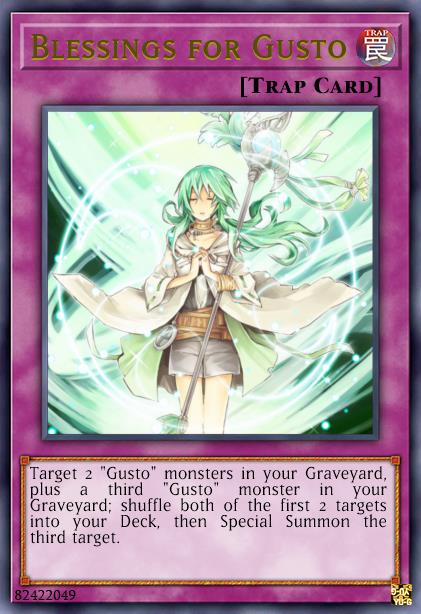 Blessings for Gusto
TRAP
罠
[Trap Card]
Target 2 "Gusto" monsters in your Graveyard,
plus a third "Gusto" monster in your
Graveyard; shuffle both of the first 2 targets
into your Deck, then Special Summon the
third target.
82422049